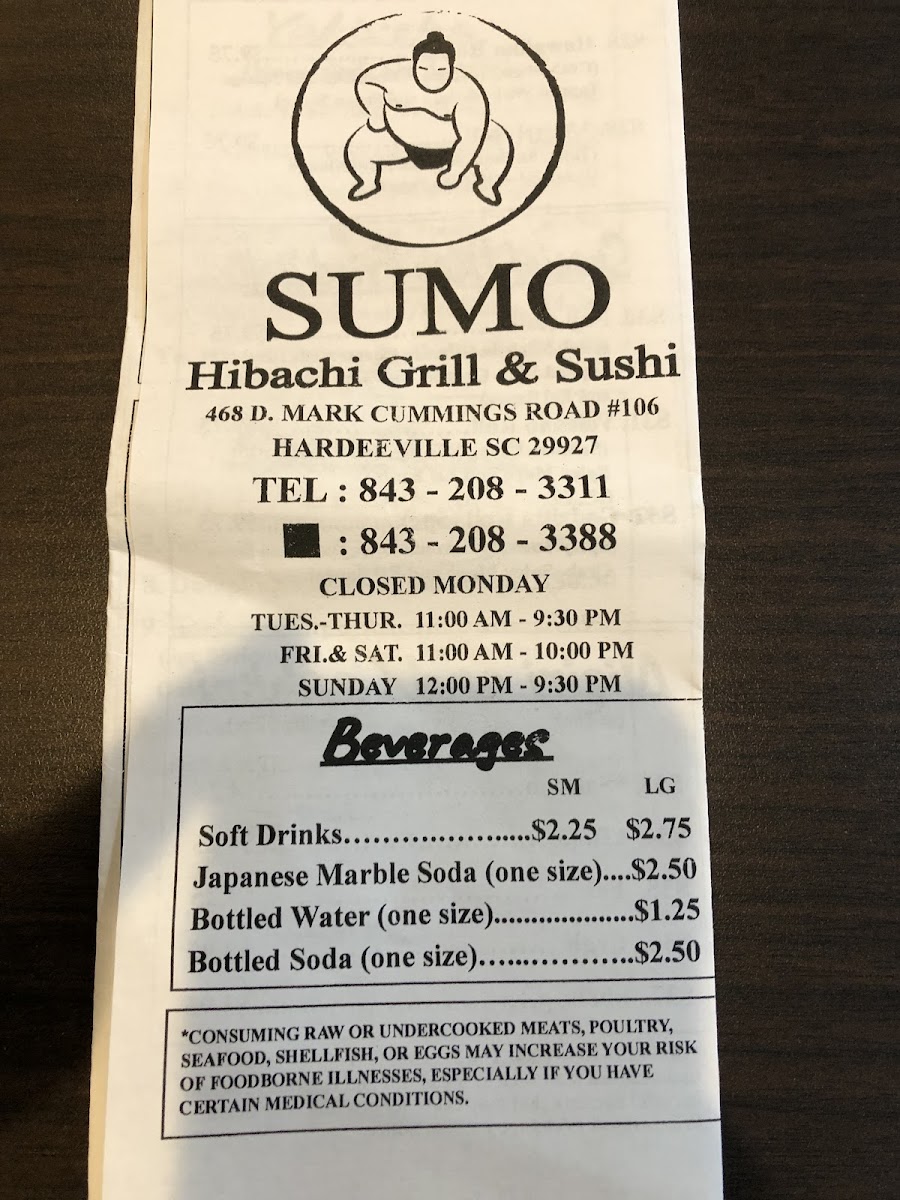 SUMO
Hibachi Grill & Sushi
468 D. MARK CUMMINGS ROAD #106
HARDEEVILLE SC 29927
TEL : 843 - 208 - 3311
: 843 - 208 - 3388
CLOSED MONDAY
TUES.-THUR. 11:00 AM - 9:30 PM
FRI.& SAT. 11:00 AM - 10:00 PM
SUNDAY 12:00 PM - 9:30 PM
Beverages
SM LG
Soft Drinks.......................$2.25 $2.75
Japanese Marble Soda (one size)....$2.50
Bottled Water (one size)....................$1.25
Bottled Soda (one size)....................$2.50
*CONSUMING RAW OR UNDERCOOKED MEATS, POULTRY,
SEAFOOD, SHELLFISH, OR EGGS MAY INCREASE YOUR RISK
OF FOODBORNE ILLNESSES, ESPECIALLY IF YOU HAVE
CERTAIN MEDICAL CONDITIONS.